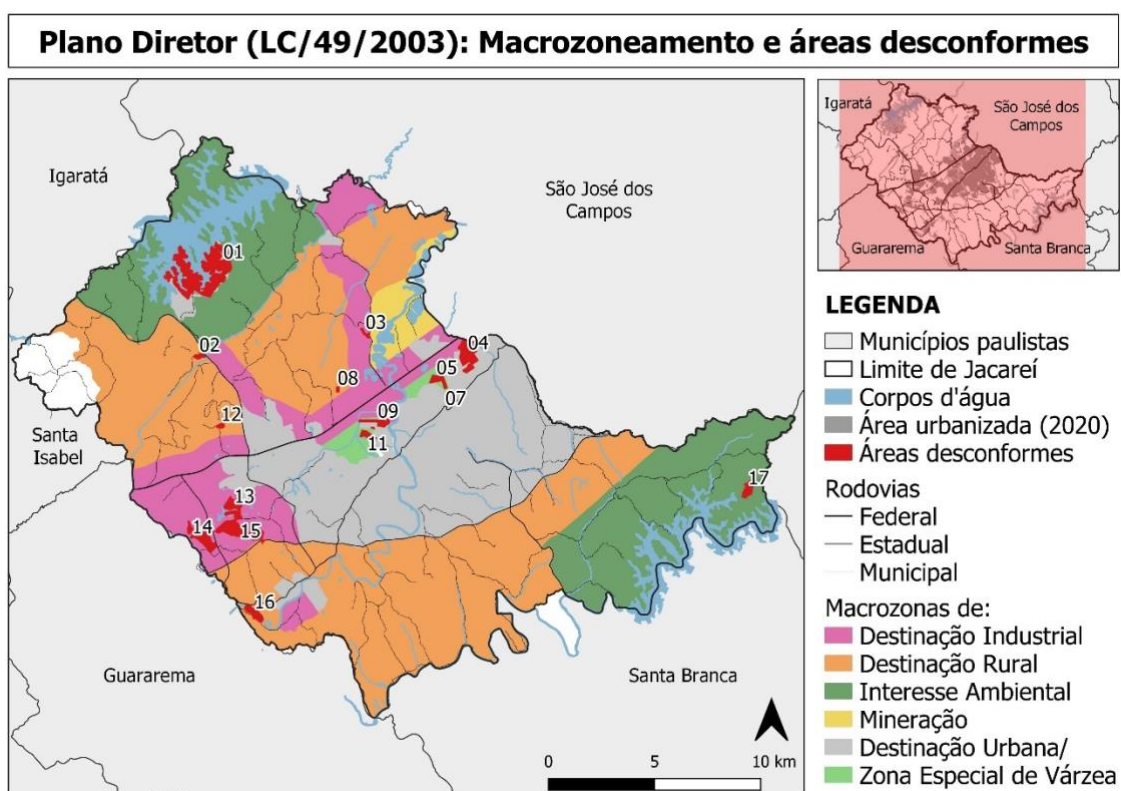 Plano Diretor (LC/49/2003): Macrozoneamento e áreas desconformes
Igaratá
São José dos
Campos
01
02
03
04
05
07
08
09
11
12
13
14
15
16
17
Santa
Isabel
Guararema
Santa Branca
0 5 10 km
Igaratá
São José dos
Campos
Guararema
Santa Branca
LEGENDA
Municípios paulistas
Limite de Jacareí
Corpos d'água
Área urbanizada (2020)
Áreas desconformes
Rodovias
Federal
Estadual
Municipal
Macrozonas de:
Destinação Industrial
Destinação Rural
Interesse Ambiental
Mineração
Destinação Urbana/
Zona Especial de Várzea